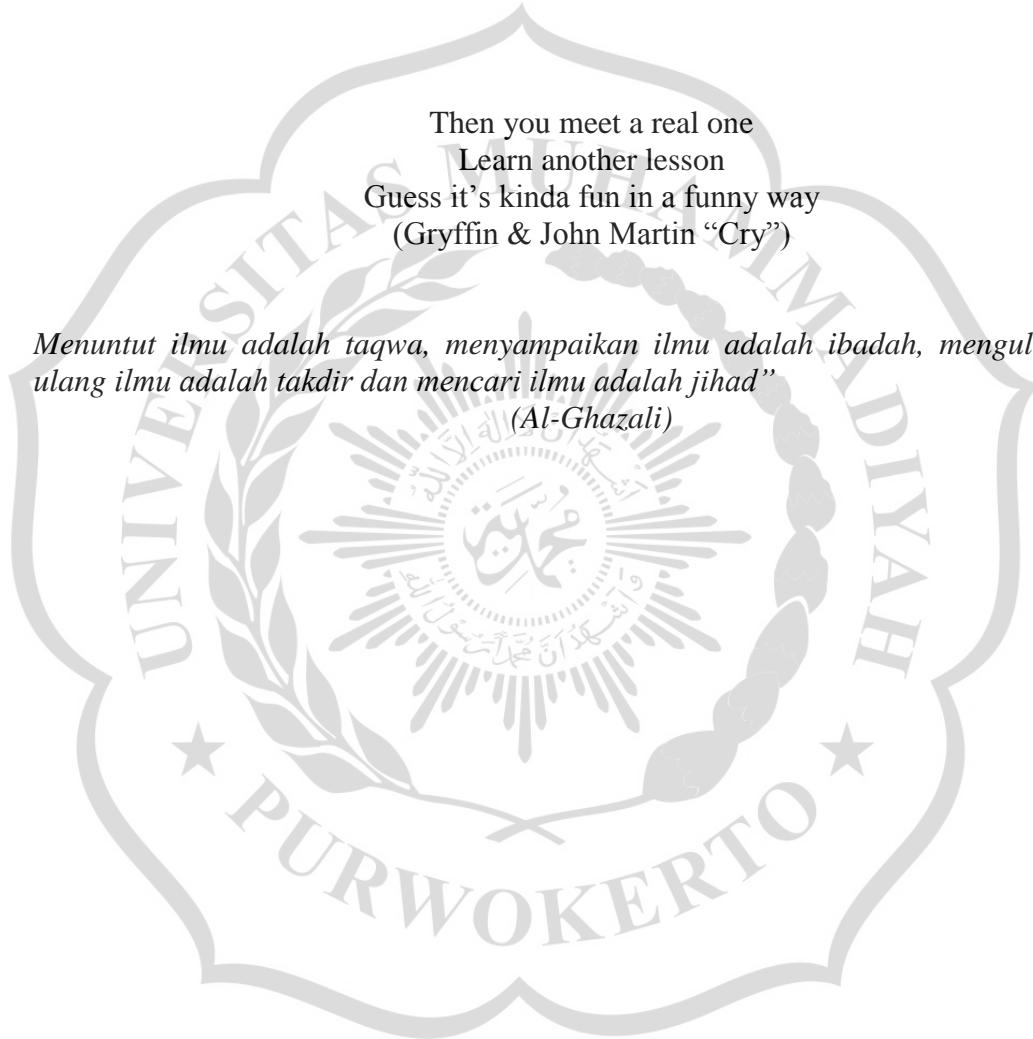 Then you meet a real one
Learn another lesson
Guess it's kinda fun in a funny way
(Gryffin & John Martin “Cry”)
Menuntut ilmu adalah taqwa, menyampaikan ilmu adalah ibadah, mengul
ulang ilmu adalah takdir dan mencari ilmu adalah jihad”
(Al-Ghazali)
UNIVERSITAS MUHAMMADIYAH
★ PURWOKERTO ★